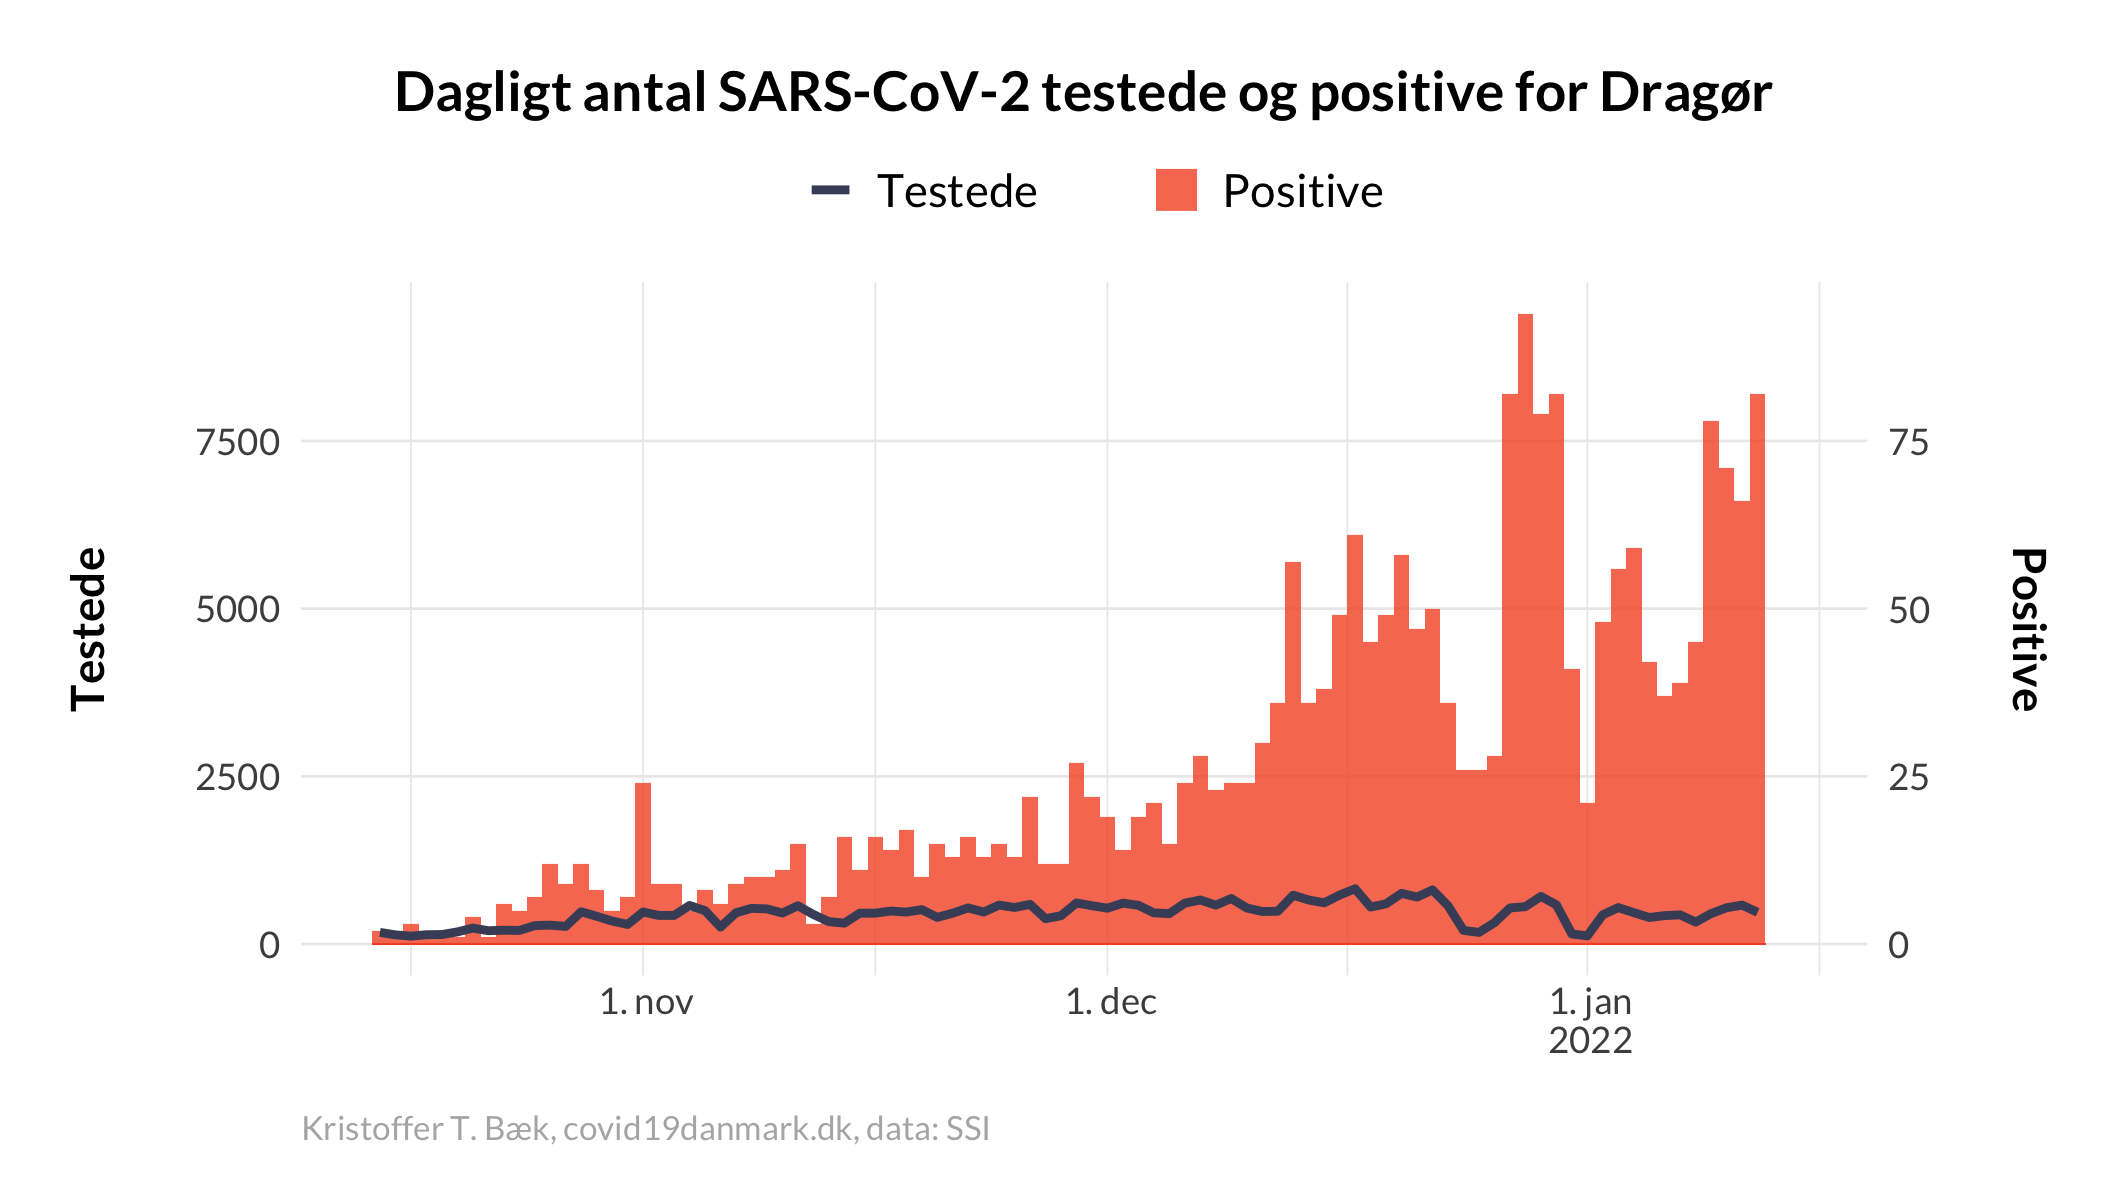 Dagligt antal SARS-CoV-2 testede og positive for Dragør
Testede
Positive
7500
5000
2500
0
75
50
25
0
Testede
Positive
1. nov
1. dec
1. jan
2022
Kristoffer T. Bæk, covid19danmark.dk, data: SSI